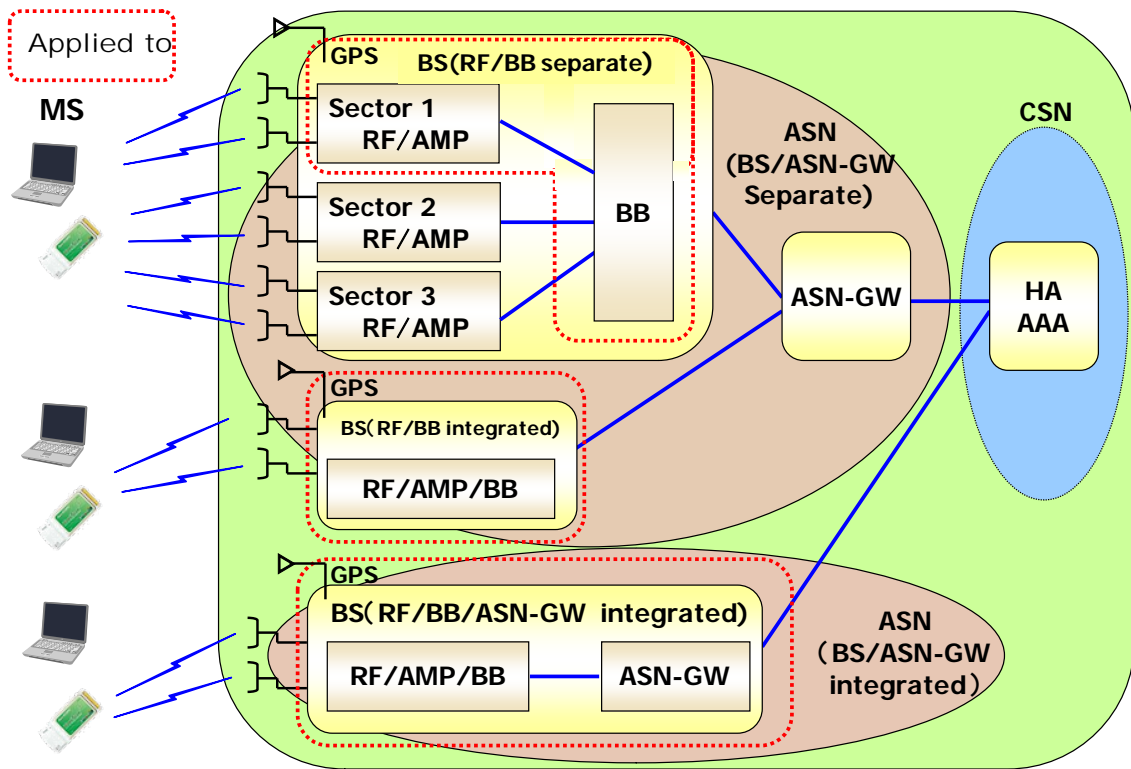 Applied to
MS
GPS
BS(RF/BB separate)
Sector 1
RF/AMP
Sector 2
RF/AMP
Sector 3
RF/AMP
BB
ASN
(BS/ASN-GW
Separate)
ASN-GW
CSN
HA
AAA
GPS
BS(RF/BB integrated)
RF/AMP/BB
GPS
BS(RF/BB/ASN-GW integrated)
RF/AMP/BB
ASN-GW
ASN
(BS/ASN-GW
integrated)